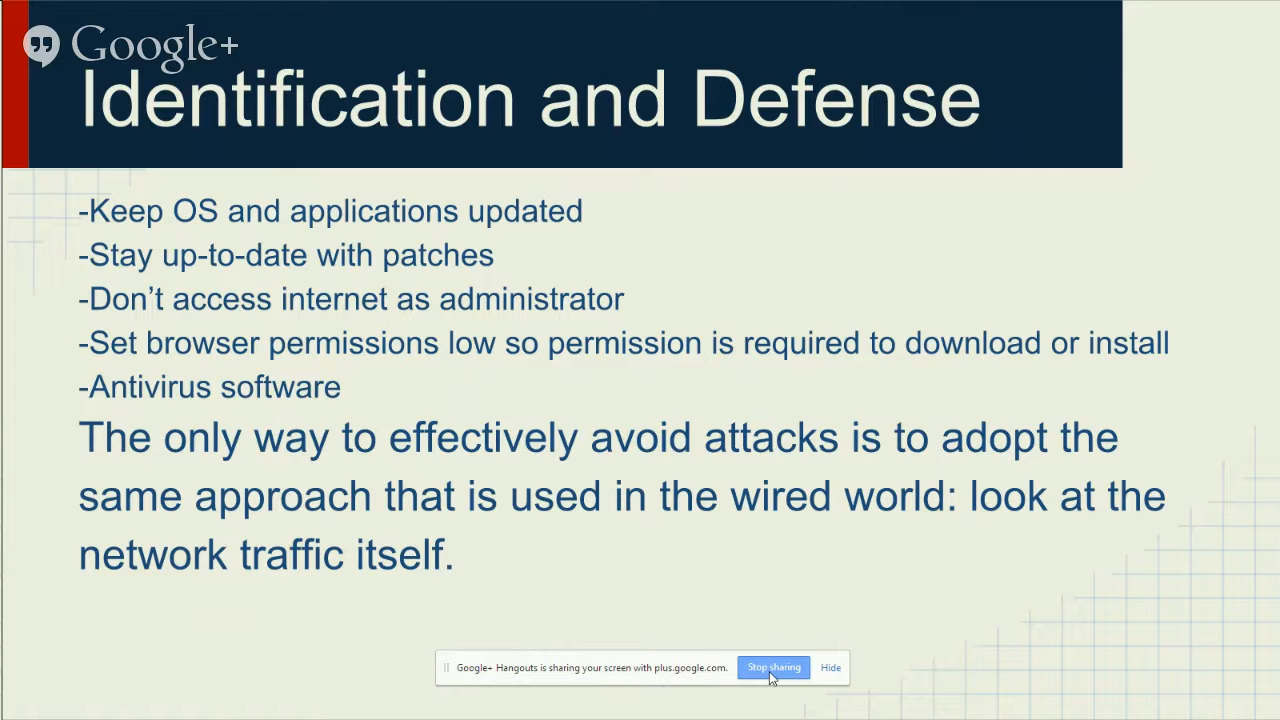 Google+
Identification and Defense
-Keep OS and applications updated
-Stay up-to-date with patches
-Don’t access internet as administrator
-Set browser permissions low so permission is required to download or install
-Antivirus software
The only way to effectively avoid attacks is to adopt the
same approach that is used in the wired world: look at the
network traffic itself.
Google+ Hangouts is sharing your screen with plus.google.com. Stop sharing Hide